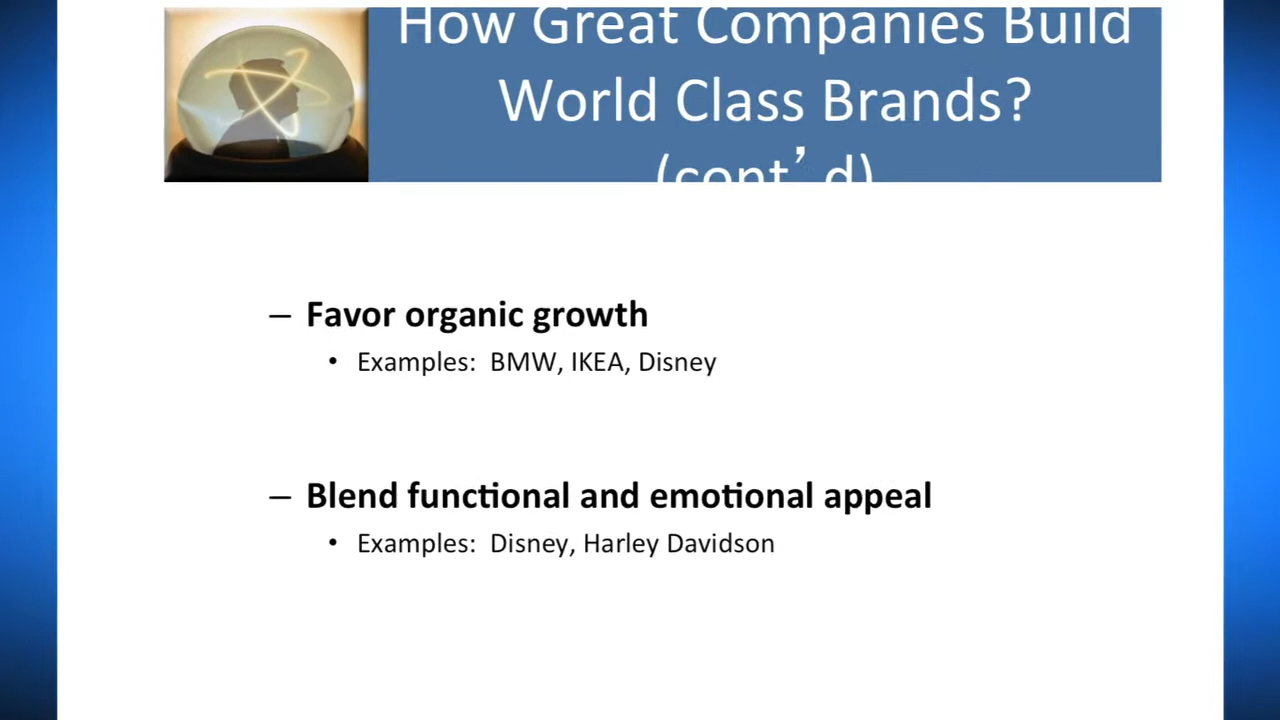 How Great Companies Build
World Class Brands?
(cont’d)
– Favor organic growth
• Examples: BMW, IKEA, Disney
– Blend functional and emotional appeal
• Examples: Disney, Harley Davidson